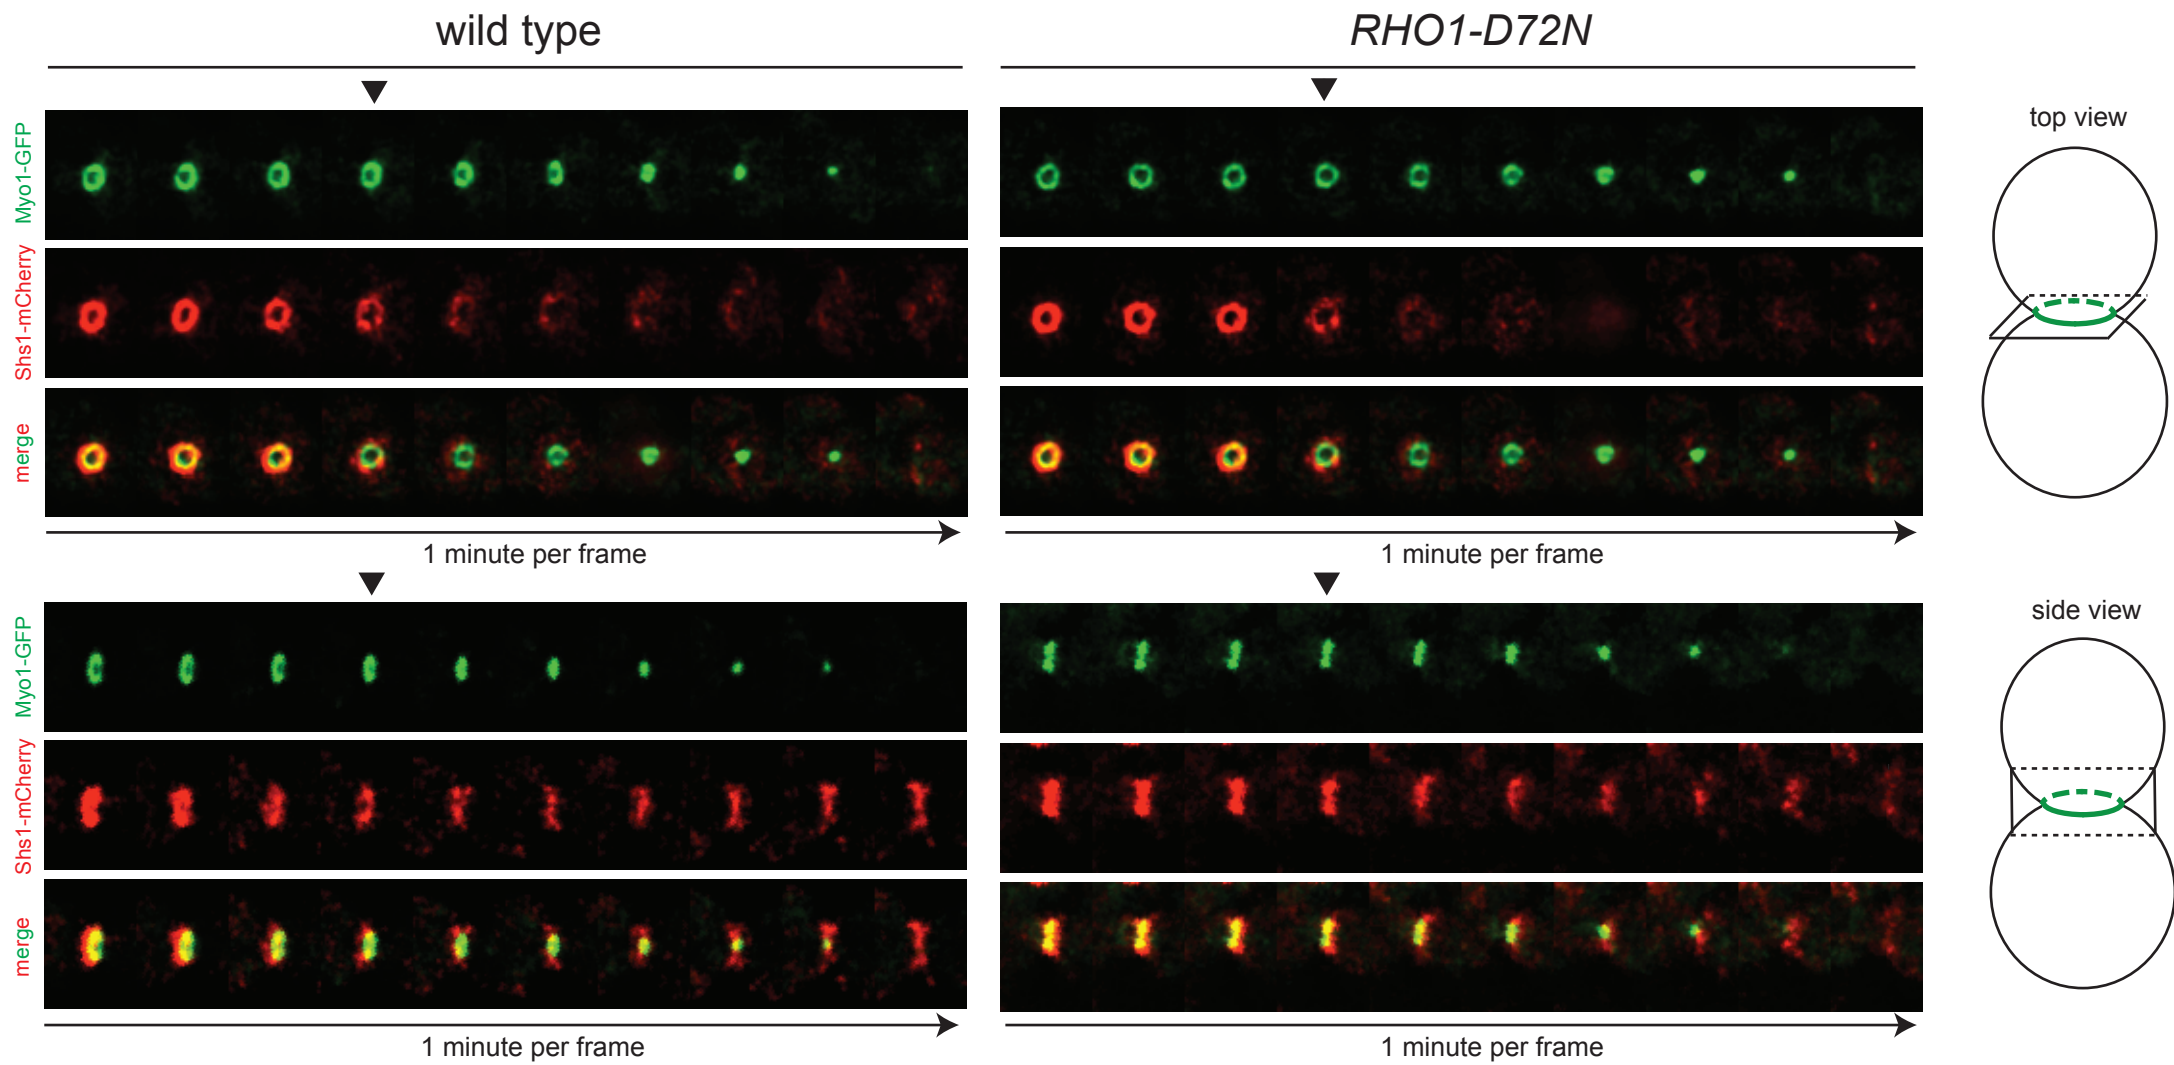 wild type
RHO1-D72N
Myo1-GFP
Shs1-mCherry
merge
1 minute per frame
1 minute per frame
top view
Myo1-GFP
Shs1-mCherry
merge
1 minute per frame
1 minute per frame
side view